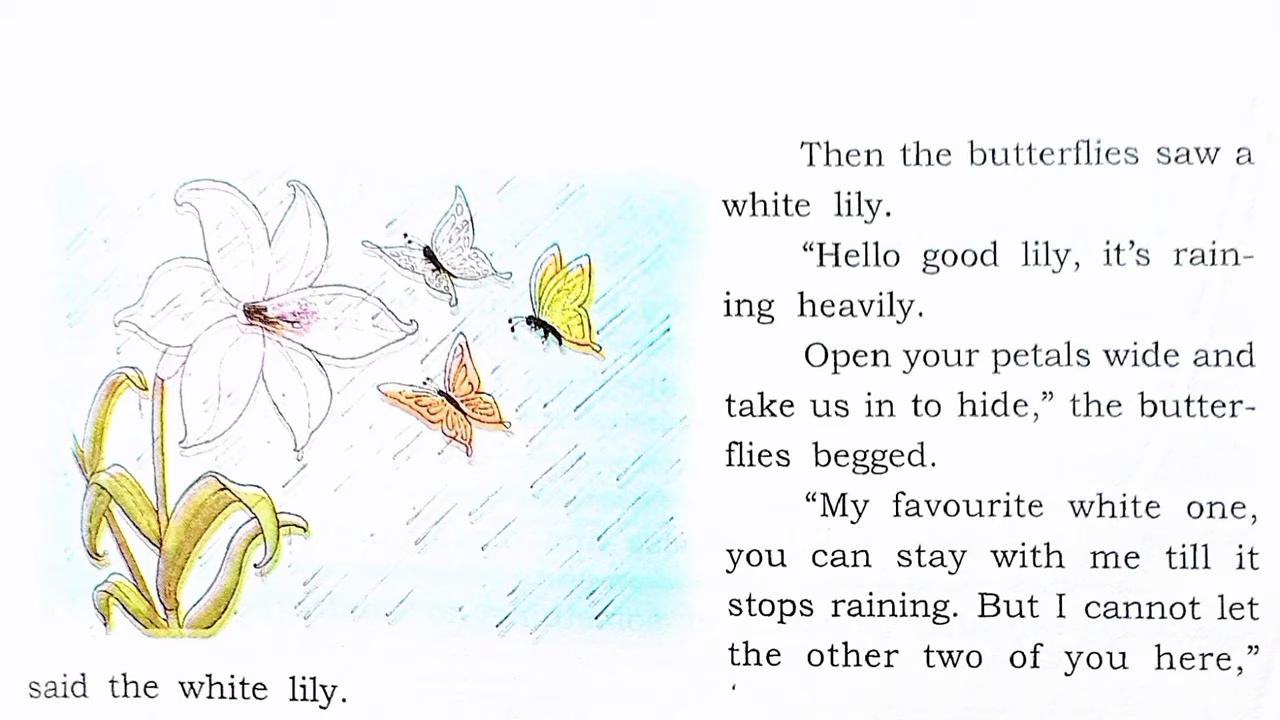 Then the butterflies saw a
white lily.
“Hello good lily, it’s rain-
ing heavily.
Open your petals wide and
take us in to hide,” the butter-
flies begged.
“My favourite white one,
you can stay with me till it
stops raining. But I cannot let
the other two of you here,”
said the white lily.